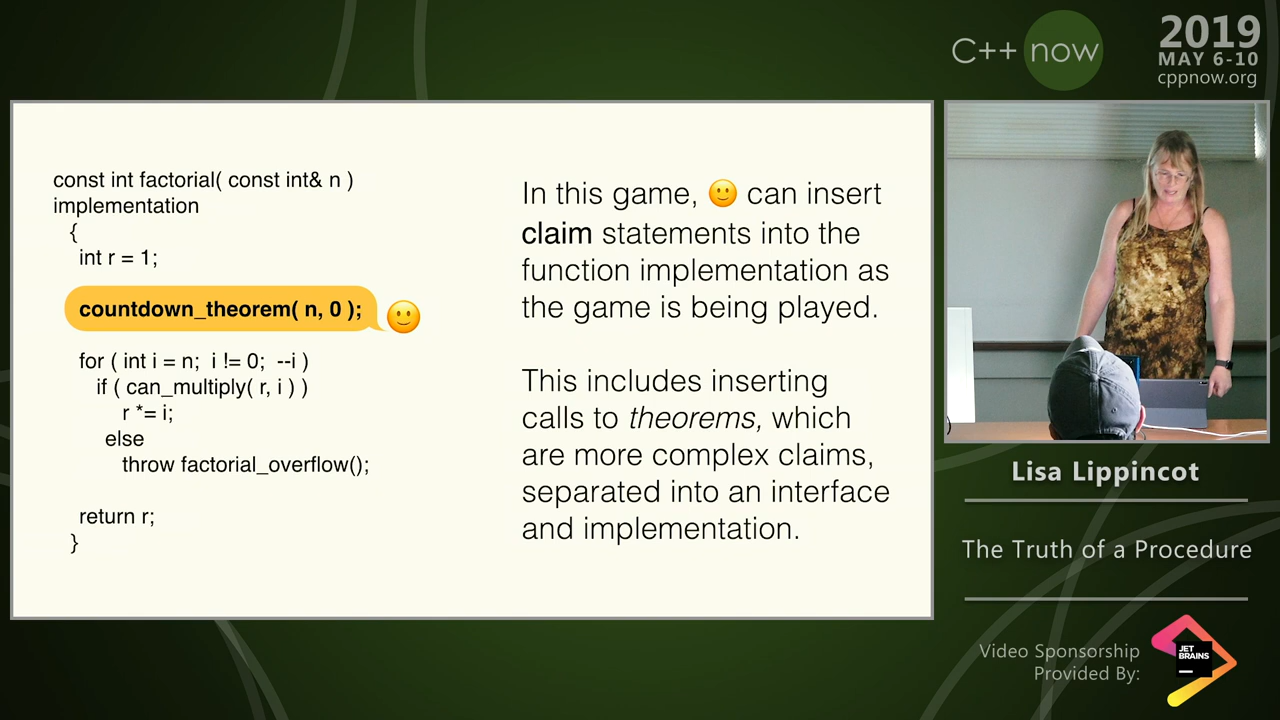 C++ now
2019
MAY 6-10
cppnow.org
const int factorial( const int& n )
implementation
{
int r = 1;
countdown_theorem( n, 0 );
for ( int i = n; i != 0; --i )
if ( can_multiply( r, i ) )
r *= i;
else
throw factorial_overflow();
return r;
}
In this game, 🙂 can insert
claim statements into the
function implementation as
the game is being played.
This includes inserting
calls to theorems, which
are more complex claims,
separated into an interface
and implementation.
Lisa Lippincot
The Truth of a Procedure
Video Sponsorship
Provided By:
JET
BRAINS